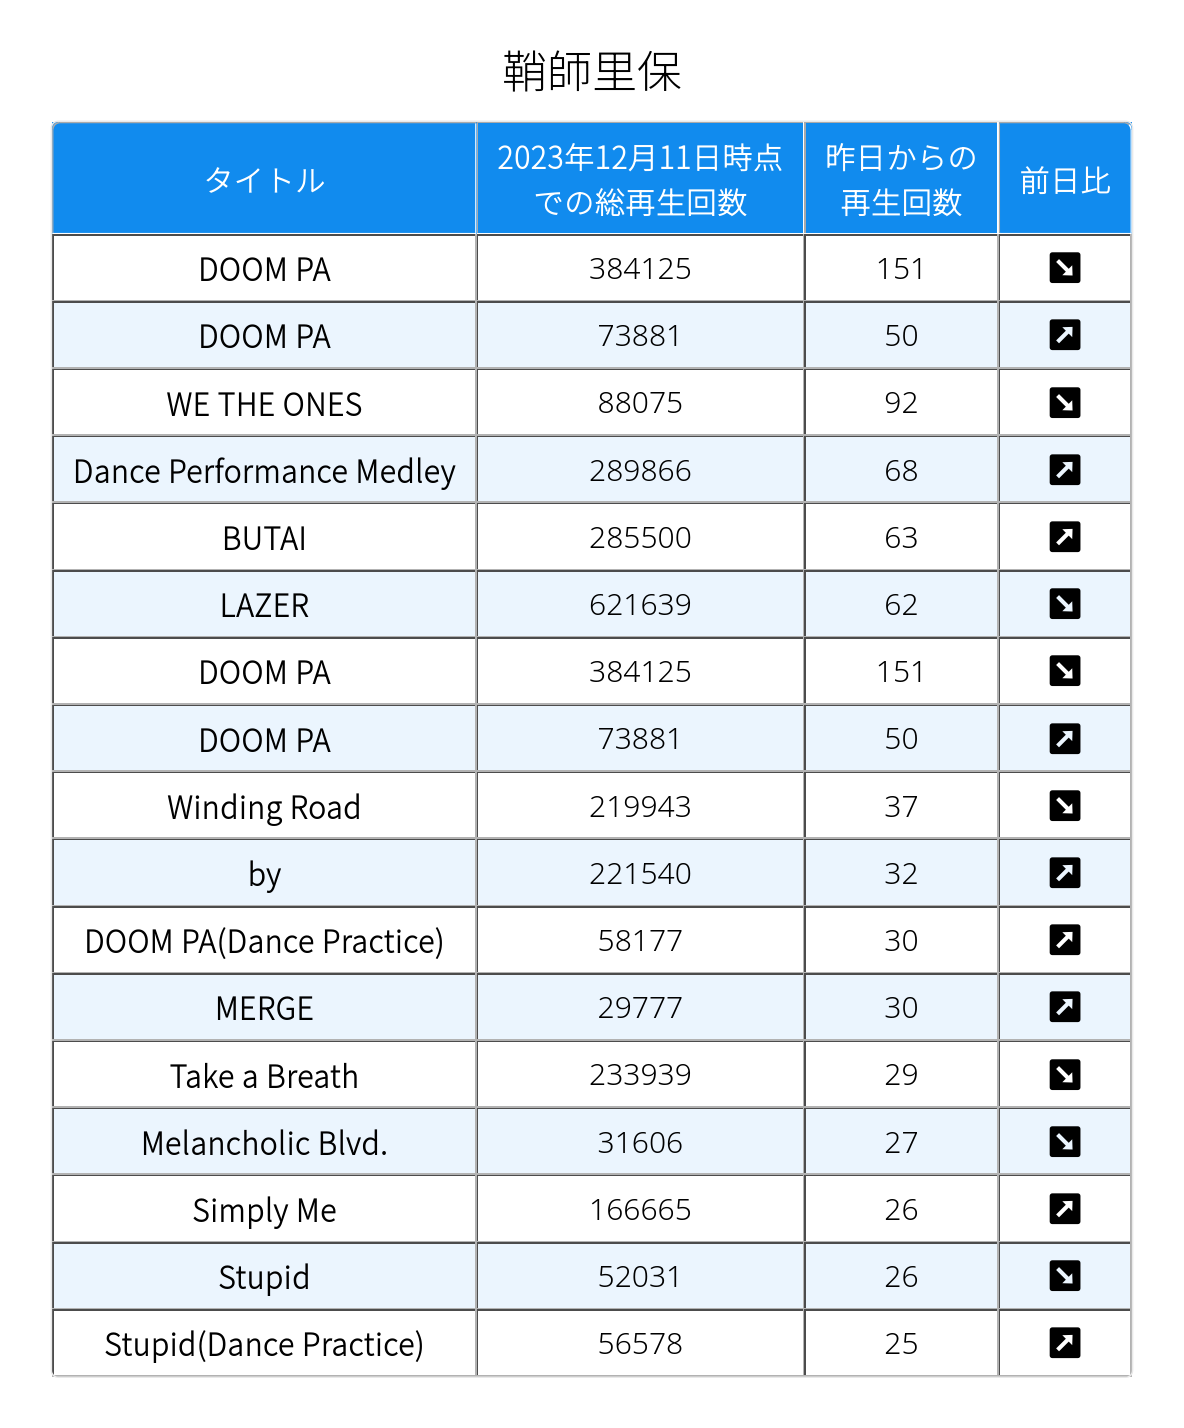 鞘師里保
タイトル 2023年12月11日時点での総再生回数 昨日からの再生回数 前日比
DOOM PA 384125 151 ↘
DOOM PA 73881 50 ↗
WE THE ONES 88075 92 ↘
Dance Performance Medley 289866 68 ↗
BUTAI 285500 63 ↗
LAZER 621639 62 ↘
DOOM PA 384125 151 ↘
DOOM PA 73881 50 ↗
Winding Road 219943 37 ↘
by 221540 32 ↗
DOOM PA(Dance Practice) 58177 30 ↗
MERGE 29777 30 ↗
Take a Breath 233939 29 ↘
Melancholic Blvd. 31606 27 ↘
Simply Me 166665 26 ↗
Stupid 52031 26 ↘
Stupid(Dance Practice) 56578 25 ↗